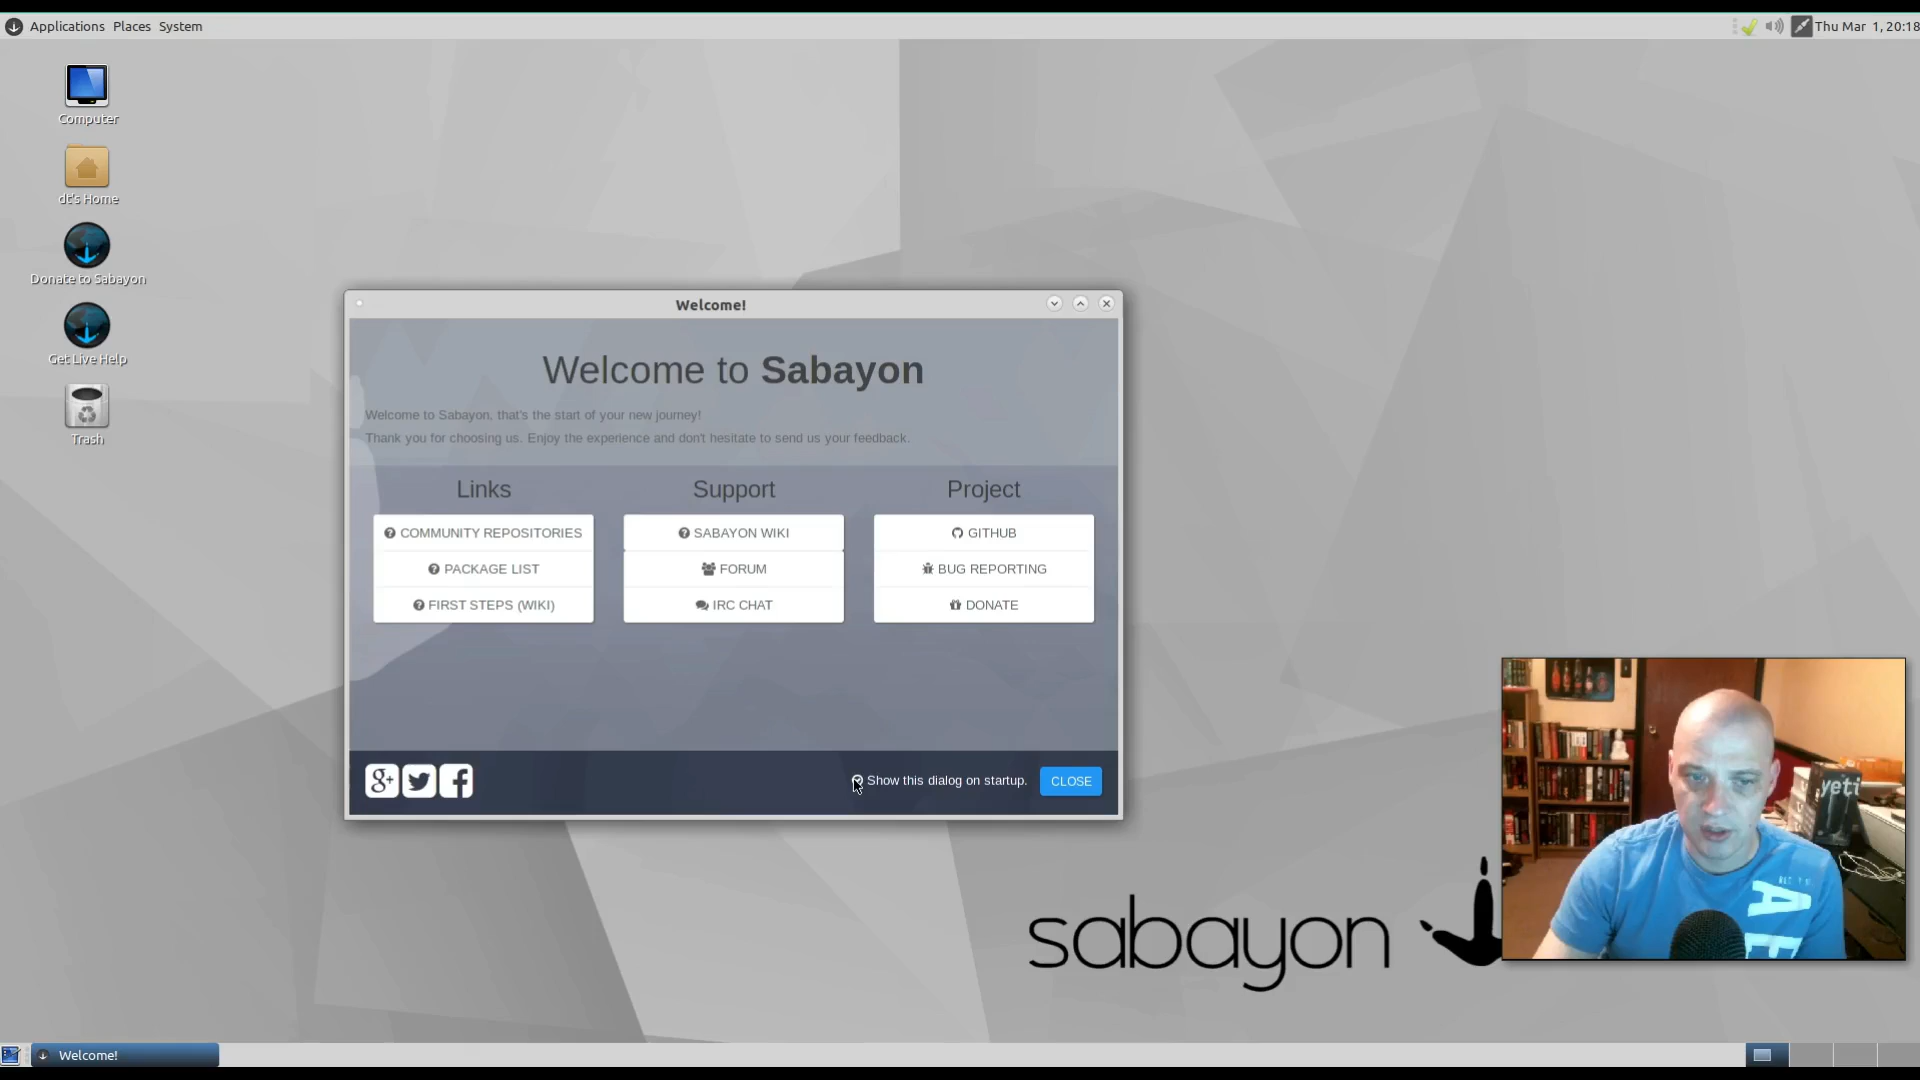 Applications Places System
Thu Mar 1, 20:18
Computer
dt's Home
Donate to Sabayon
Get Live Help
Trash
Welcome!
Welcome to Sabayon
Welcome to Sabayon, that's the start of your new journey!
Thank you for choosing us. Enjoy the experience and don't hesitate to send us your feedback.
Links
COMMUNITY REPOSITORIES
PACKAGE LIST
FIRST STEPS (WIKI)
Support
SABAYON WIKI
FORUM
IRC CHAT
Project
GITHUB
BUG REPORTING
DONATE
g+
Show this dialog on startup.
CLOSE
yeti
sabayon
Welcome!